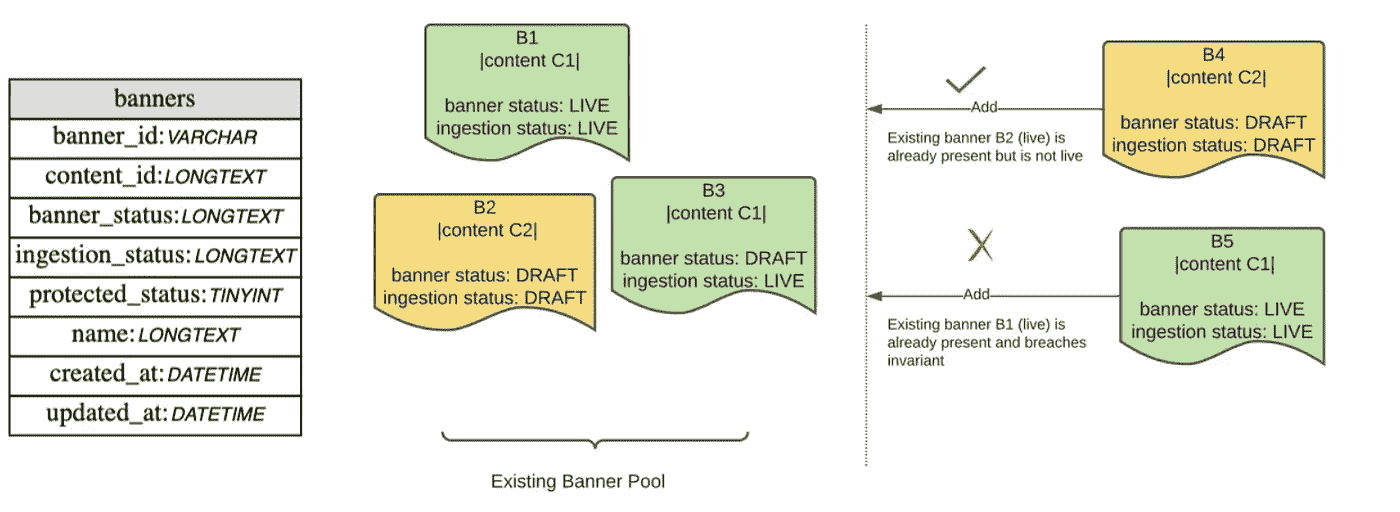 banners
banner_id: VARCHAR
content_id: LONGTEXT
banner_status: LONGTEXT
ingestion_status: LONGTEXT
protected_status: TINYINT
name: LONGTEXT
created_at: DATETIME
updated_at: DATETIME
B1
|content C1|
banner status: LIVE
ingestion status: LIVE
B2
|content C2|
banner status: DRAFT
ingestion status: DRAFT
B3
|content C1|
banner status: DRAFT
ingestion status: LIVE
Existing Banner Pool
Add
Existing banner B2 (live) is
already present but is not live
B4
|content C2|
banner status: DRAFT
ingestion status: DRAFT
X
Add
Existing banner B1 (live) is
already present and breaches
invariant
B5
|content C1|
banner status: LIVE
ingestion status: LIVE